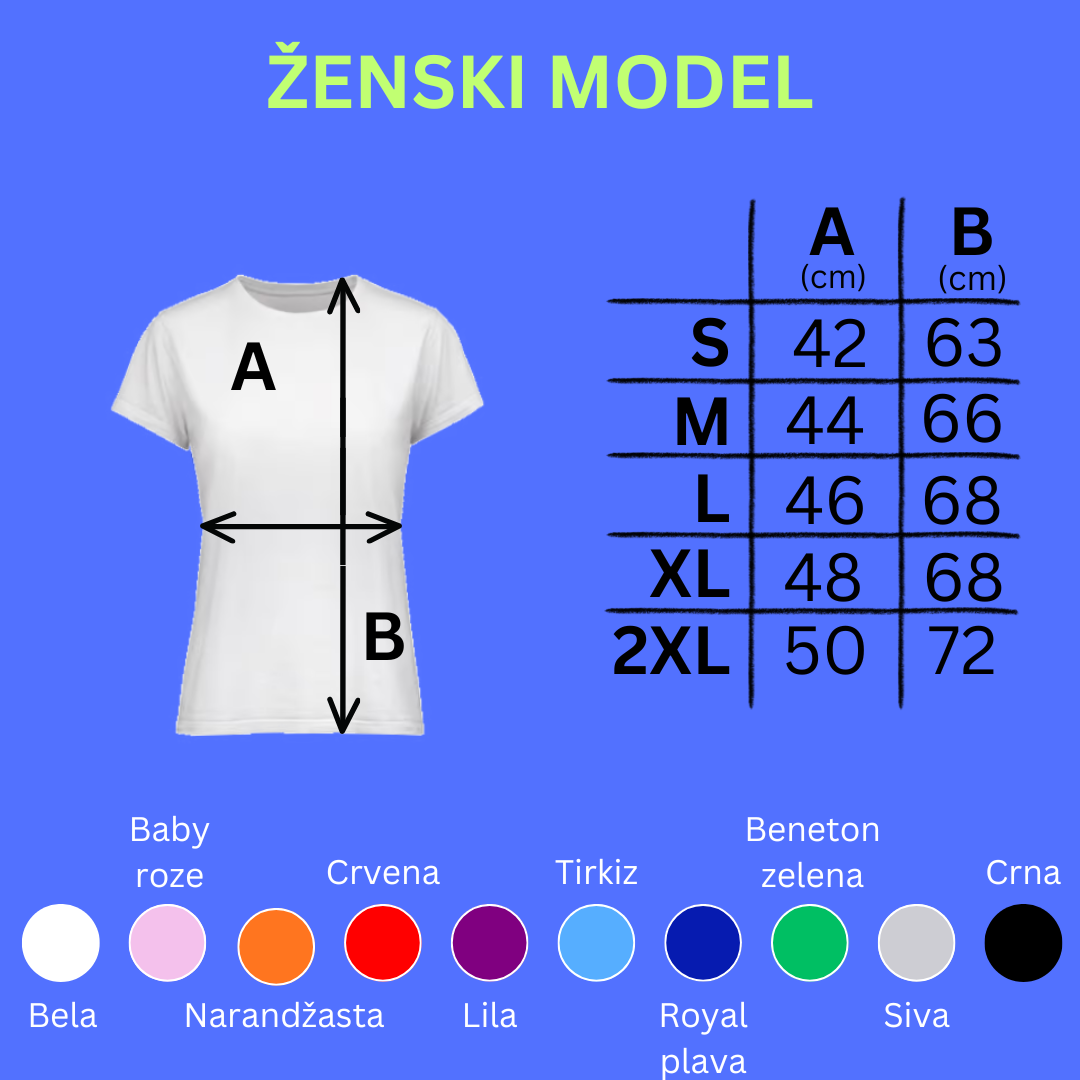 ŽENSKI MODEL
A
B
A B
(cm) (cm)
S 42 63
M 44 66
L 46 68
XL 48 68
2XL 50 72
Baby
roze
Crvena
Tirkiz
Beneton
zelena
Crna
Bela
Narandžasta
Lila
Royal
plava
Siva